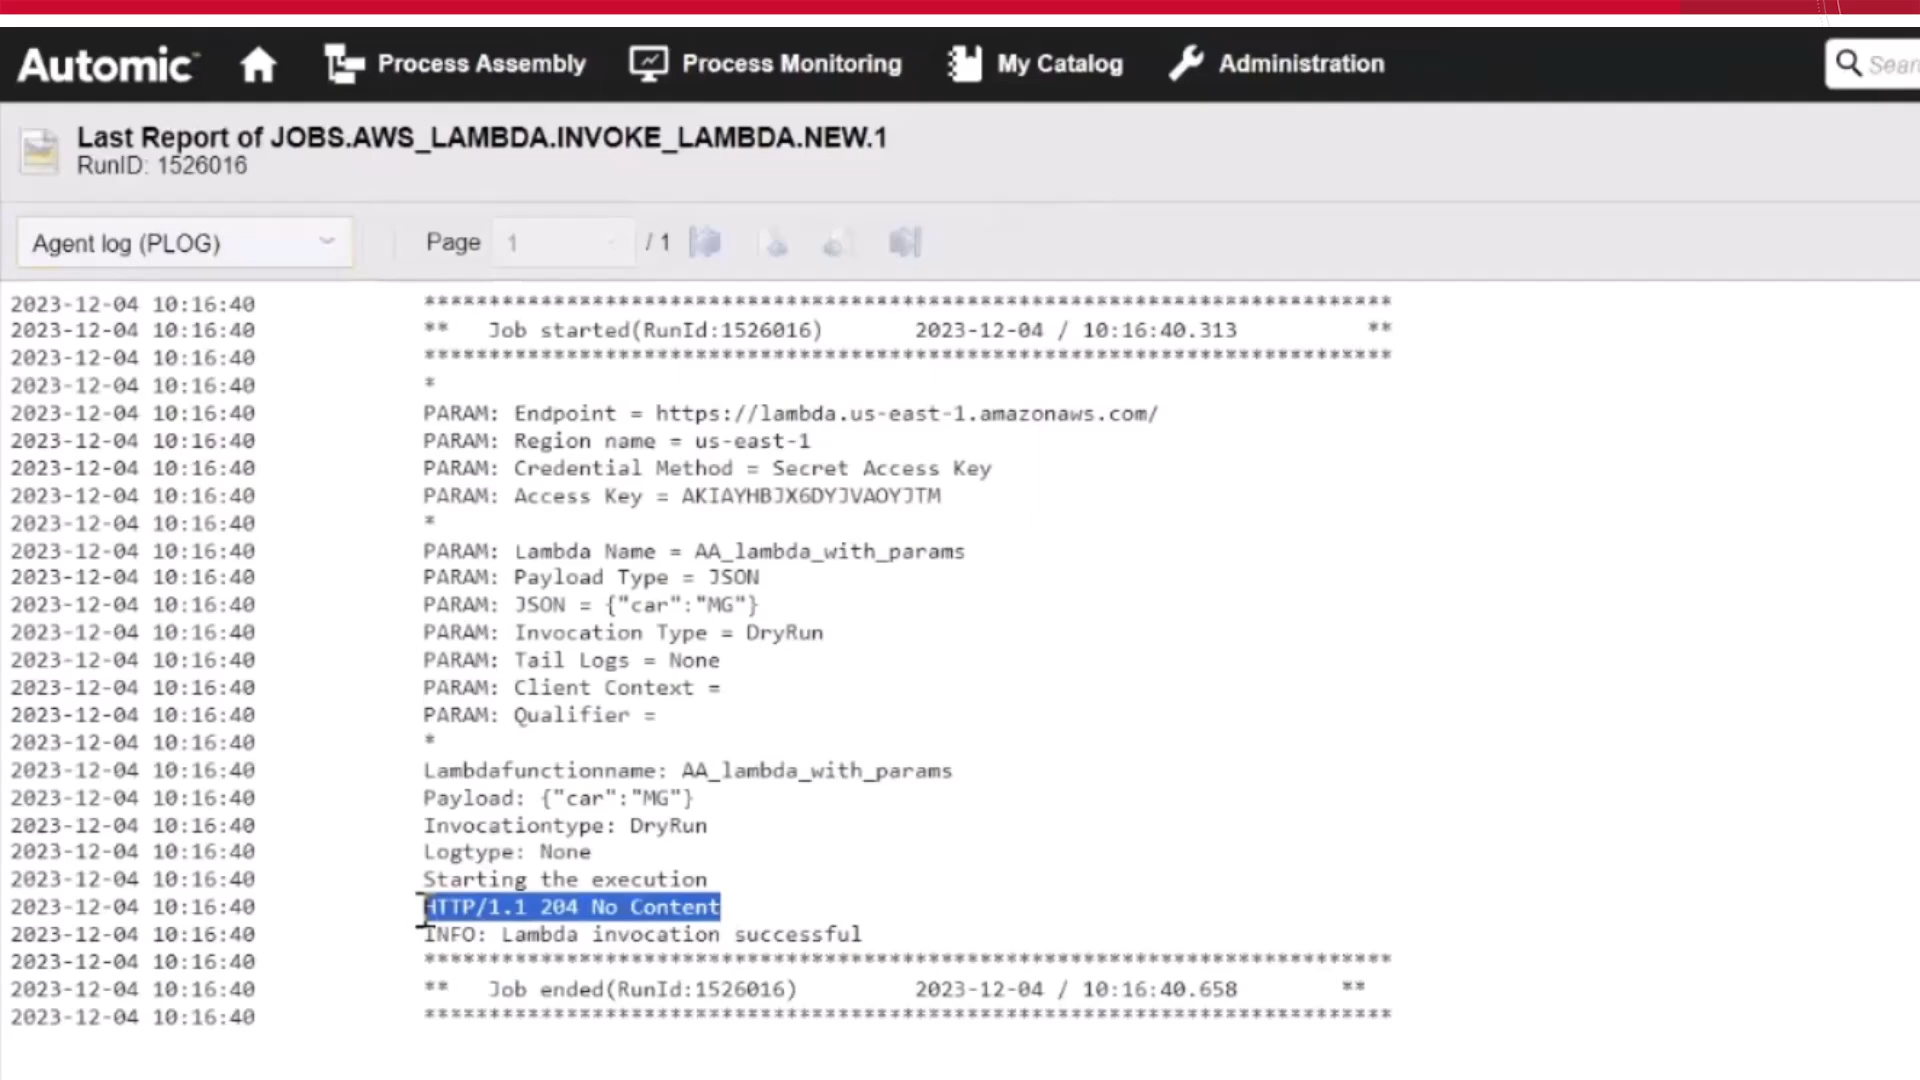 Automic
Process Assembly
Process Monitoring
My Catalog
Administration
Sear
Last Report of JOBS.AWS_LAMBDA.INVOKE_LAMBDA.NEW.1
RunID: 1526016
Agent log (PLOG)
Page 1 / 1
2023-12-04 10:16:40 ***************************************************************************
2023-12-04 10:16:40 ** Job started(RunId:1526016) 2023-12-04 / 10:16:40.313 **
2023-12-04 10:16:40 ***************************************************************************
2023-12-04 10:16:40 *
2023-12-04 10:16:40 PARAM: Endpoint = https://lambda.us-east-1.amazonaws.com/
2023-12-04 10:16:40 PARAM: Region name = us-east-1
2023-12-04 10:16:40 PARAM: Credential Method = Secret Access Key
2023-12-04 10:16:40 PARAM: Access Key = AKIAYHBJX6DYJVAOYJTM
2023-12-04 10:16:40 *
2023-12-04 10:16:40 PARAM: Lambda Name = AA_lambda_with_params
2023-12-04 10:16:40 PARAM: Payload Type = JSON
2023-12-04 10:16:40 PARAM: JSON = {"car":"MG"}
2023-12-04 10:16:40 PARAM: Invocation Type = DryRun
2023-12-04 10:16:40 PARAM: Tail Logs = None
2023-12-04 10:16:40 PARAM: Client Context =
2023-12-04 10:16:40 PARAM: Qualifier =
2023-12-04 10:16:40 *
2023-12-04 10:16:40 Lambdafunctionname: AA_lambda_with_params
2023-12-04 10:16:40 Payload: {"car":"MG"}
2023-12-04 10:16:40 Invocationtype: DryRun
2023-12-04 10:16:40 Logtype: None
2023-12-04 10:16:40 Starting the execution
2023-12-04 10:16:40 HTTP/1.1 204 No Content
2023-12-04 10:16:40 INFO: Lambda invocation successful
2023-12-04 10:16:40 ***************************************************************************
2023-12-04 10:16:40 ** Job ended(RunId:1526016) 2023-12-04 / 10:16:40.658 **
2023-12-04 10:16:40 ***************************************************************************